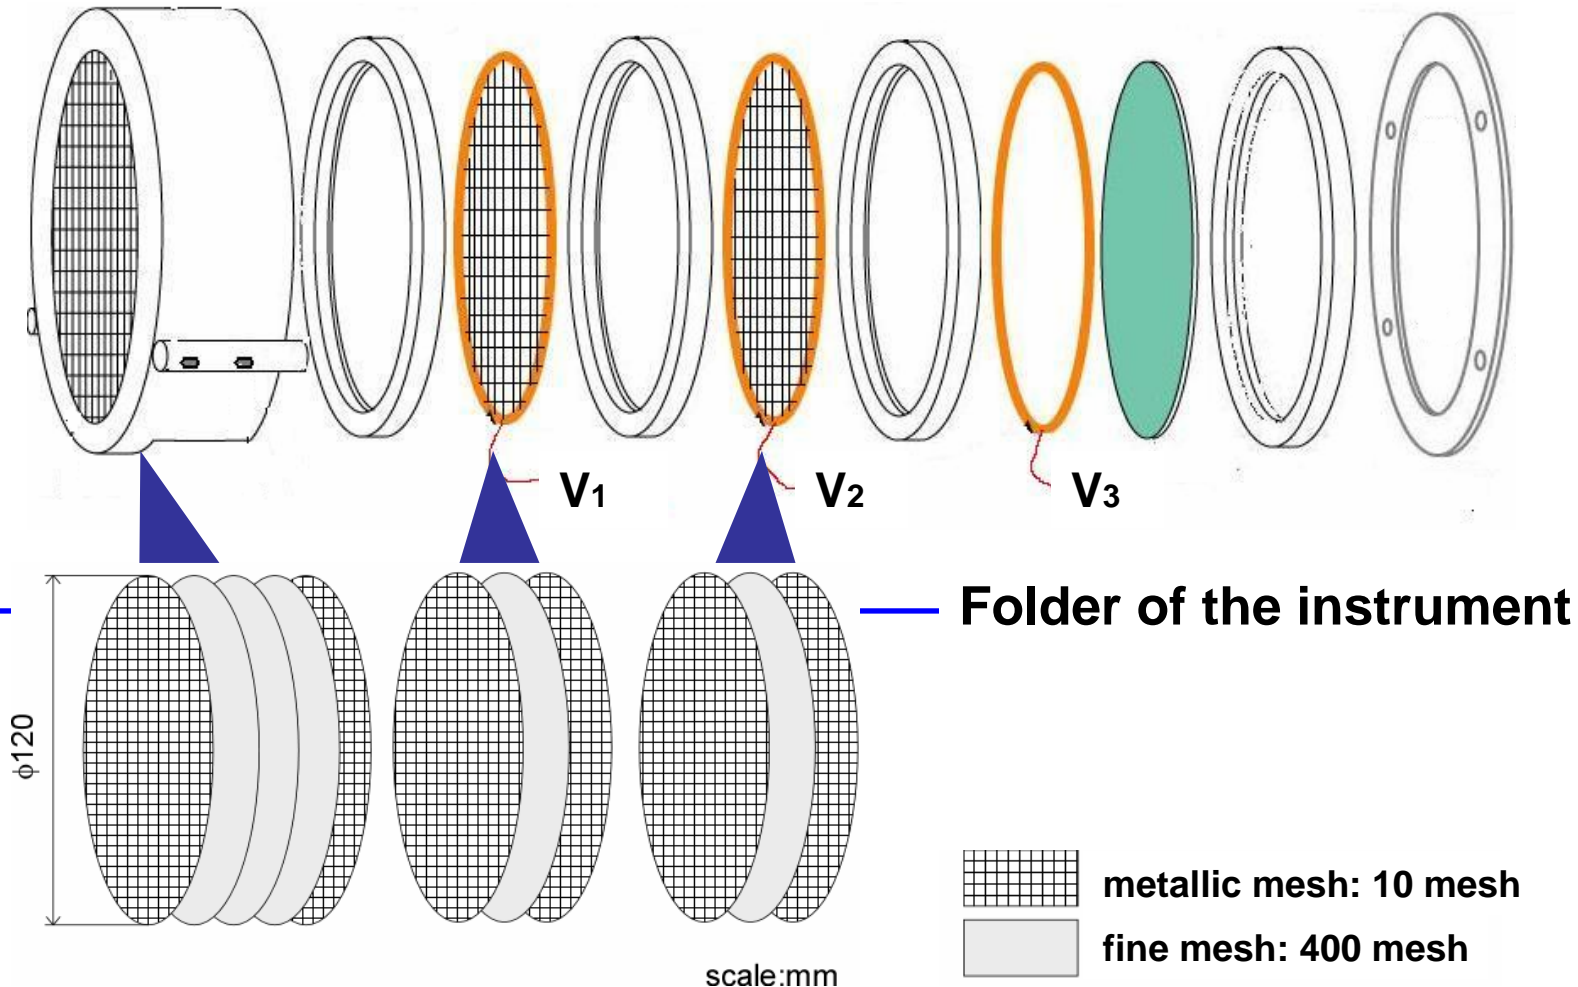 V1
V2
V3
Folder of the instrument
ϕ120
metallic mesh: 10 mesh
fine mesh: 400 mesh
scale:mm